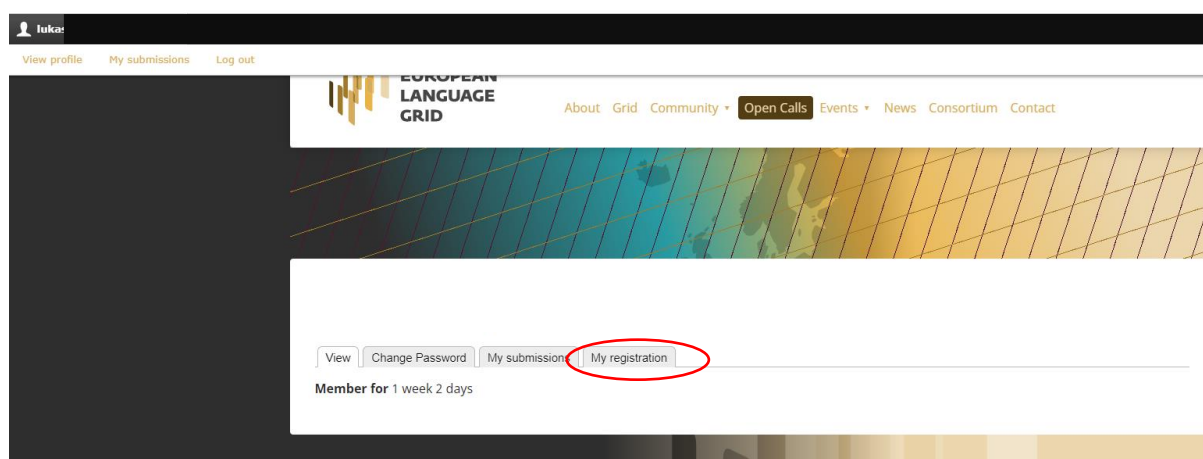 lukas
View profile My submissions Log out
EUROPEAN
LANGUAGE
GRID
About Grid Community Open Calls Events News Consortium Contact
View Change Password My submissions My registration
Member for 1 week 2 days